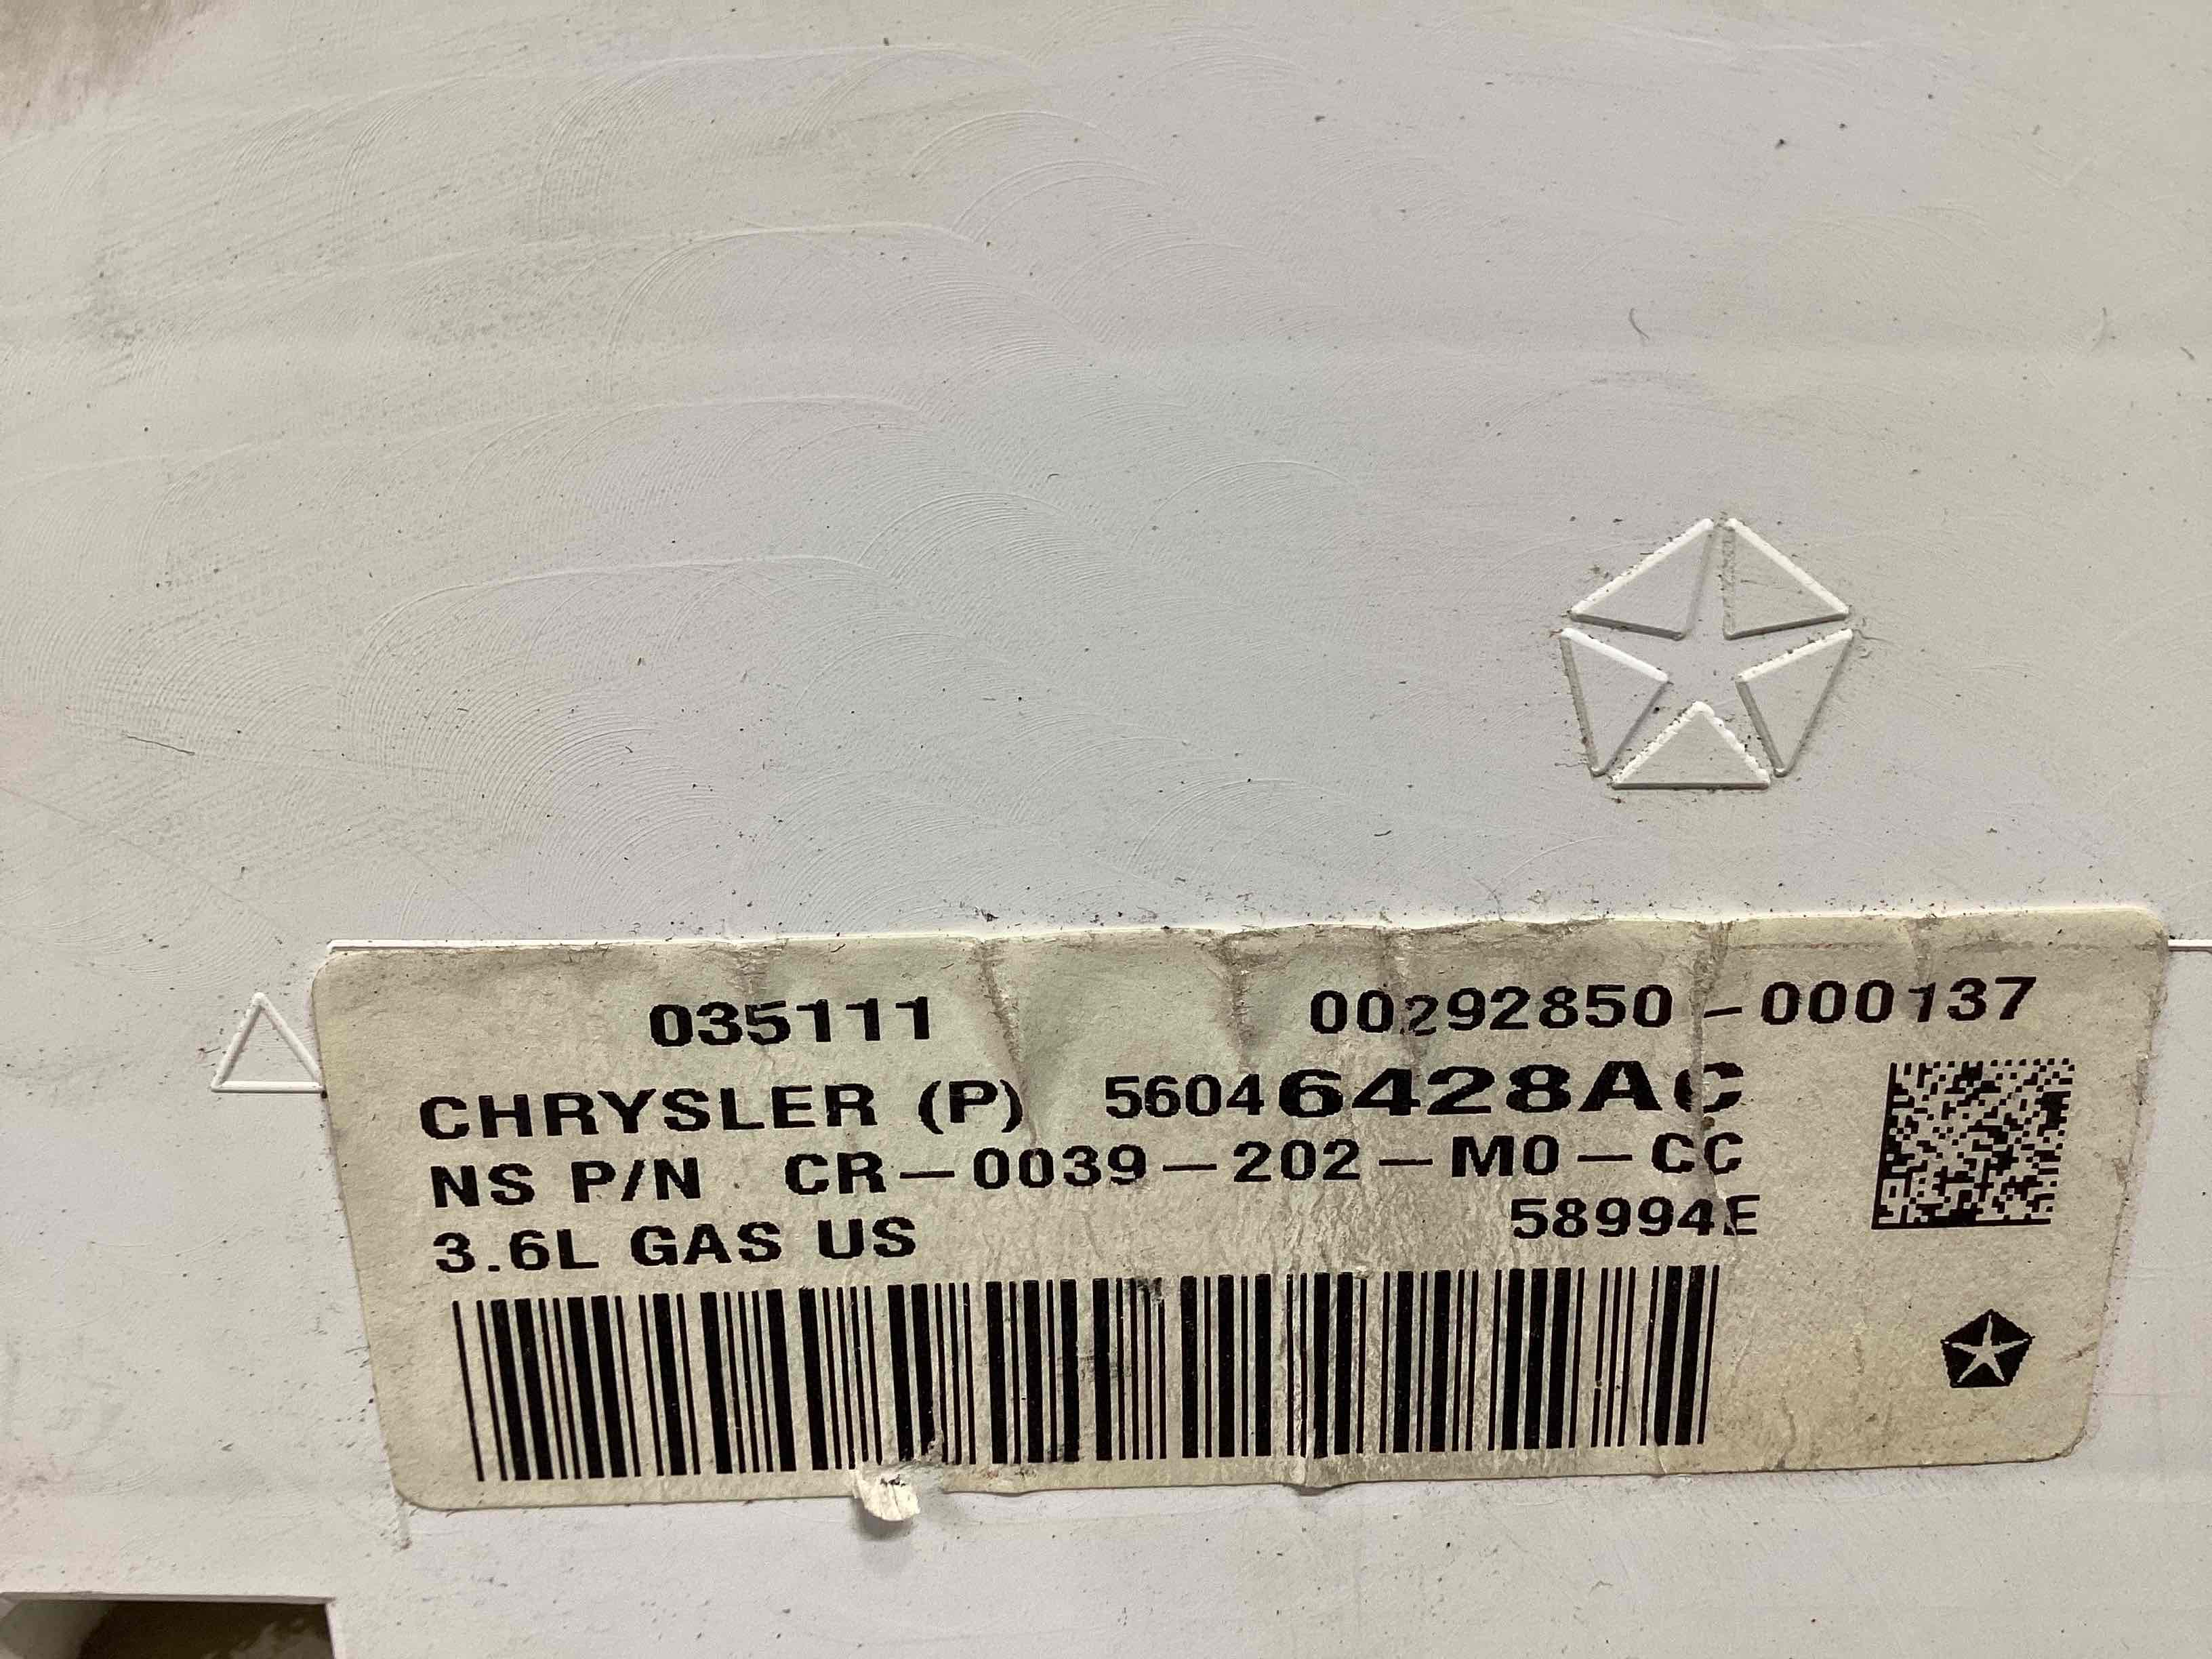 035111 00292850-000137
CHRYSLER (P) 56046428AC
NS P/N CR-0039-202-M0-CC
3.6L GAS US 58994E